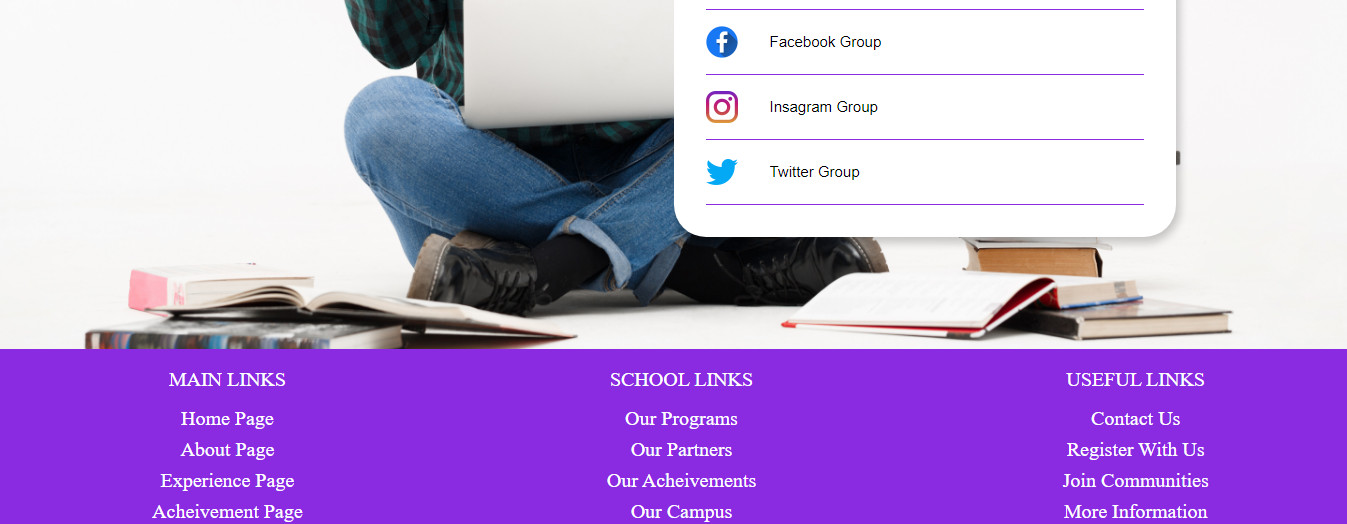 Facebook Group
Insagram Group
Twitter Group
MAIN LINKS
Home Page
About Page
Experience Page
Acheivement Page
SCHOOL LINKS
Our Programs
Our Partners
Our Acheivements
Our Campus
USEFUL LINKS
Contact Us
Register With Us
Join Communities
More Information